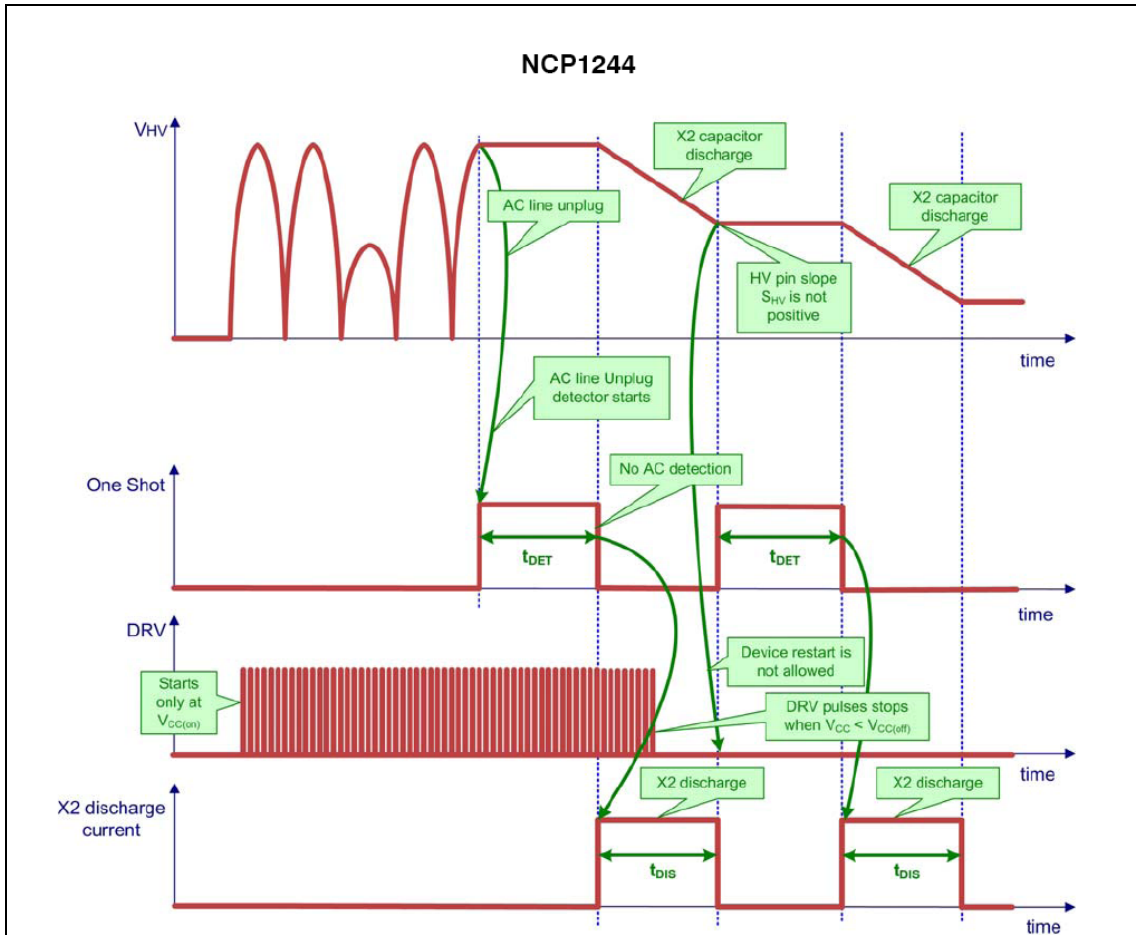 NCP1244
VHV
X2 capacitor
discharge
AC line unplug
X2 capacitor
discharge
HV pin slope
SHV is not
positive
time
AC line Unplug
detector starts
One Shot
No AC detection
tDET
tDET
time
DRV
Starts
only at
VCC(on)
Device restart is
not allowed
DRV pulses stops
when VCC < VCC(off)
time
X2 discharge
current
X2 discharge
X2 discharge
tDIS
tDIS
time